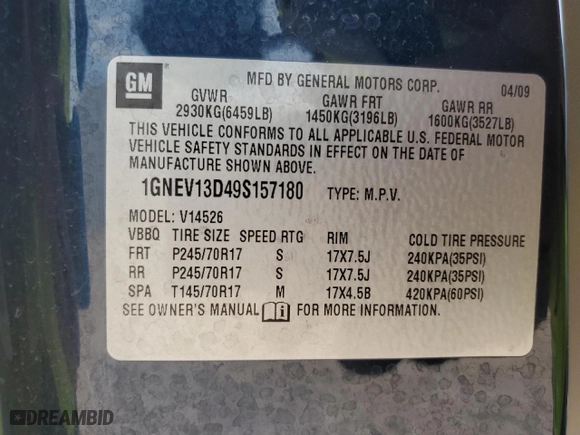 GM
MFD BY GENERAL MOTORS CORP. 04/09
GVWR GAWR FRT GAWR RR
2930KG(6459LB) 1450KG(3196LB) 1600KG(3527LB)
THIS VEHICLE CONFORMS TO ALL APPLICABLE U.S. FEDERAL MOTOR
VEHICLE SAFETY STANDARDS IN EFFECT ON THE DATE OF
MANUFACTURE SHOWN ABOVE.
1GNEV13D49S157180 TYPE: M.P.V.
MODEL: V14526
VBBQ TIRE SIZE SPEED RTG RIM COLD TIRE PRESSURE
FRT P245/70R17 S 17X7.5J 240KPA(35PSI)
RR P245/70R17 S 17X7.5J 240KPA(35PSI)
SPA T145/70R17 M 17X4.5B 420KPA(60PSI)
SEE OWNER'S MANUAL i FOR MORE INFORMATION.
DREAMBID